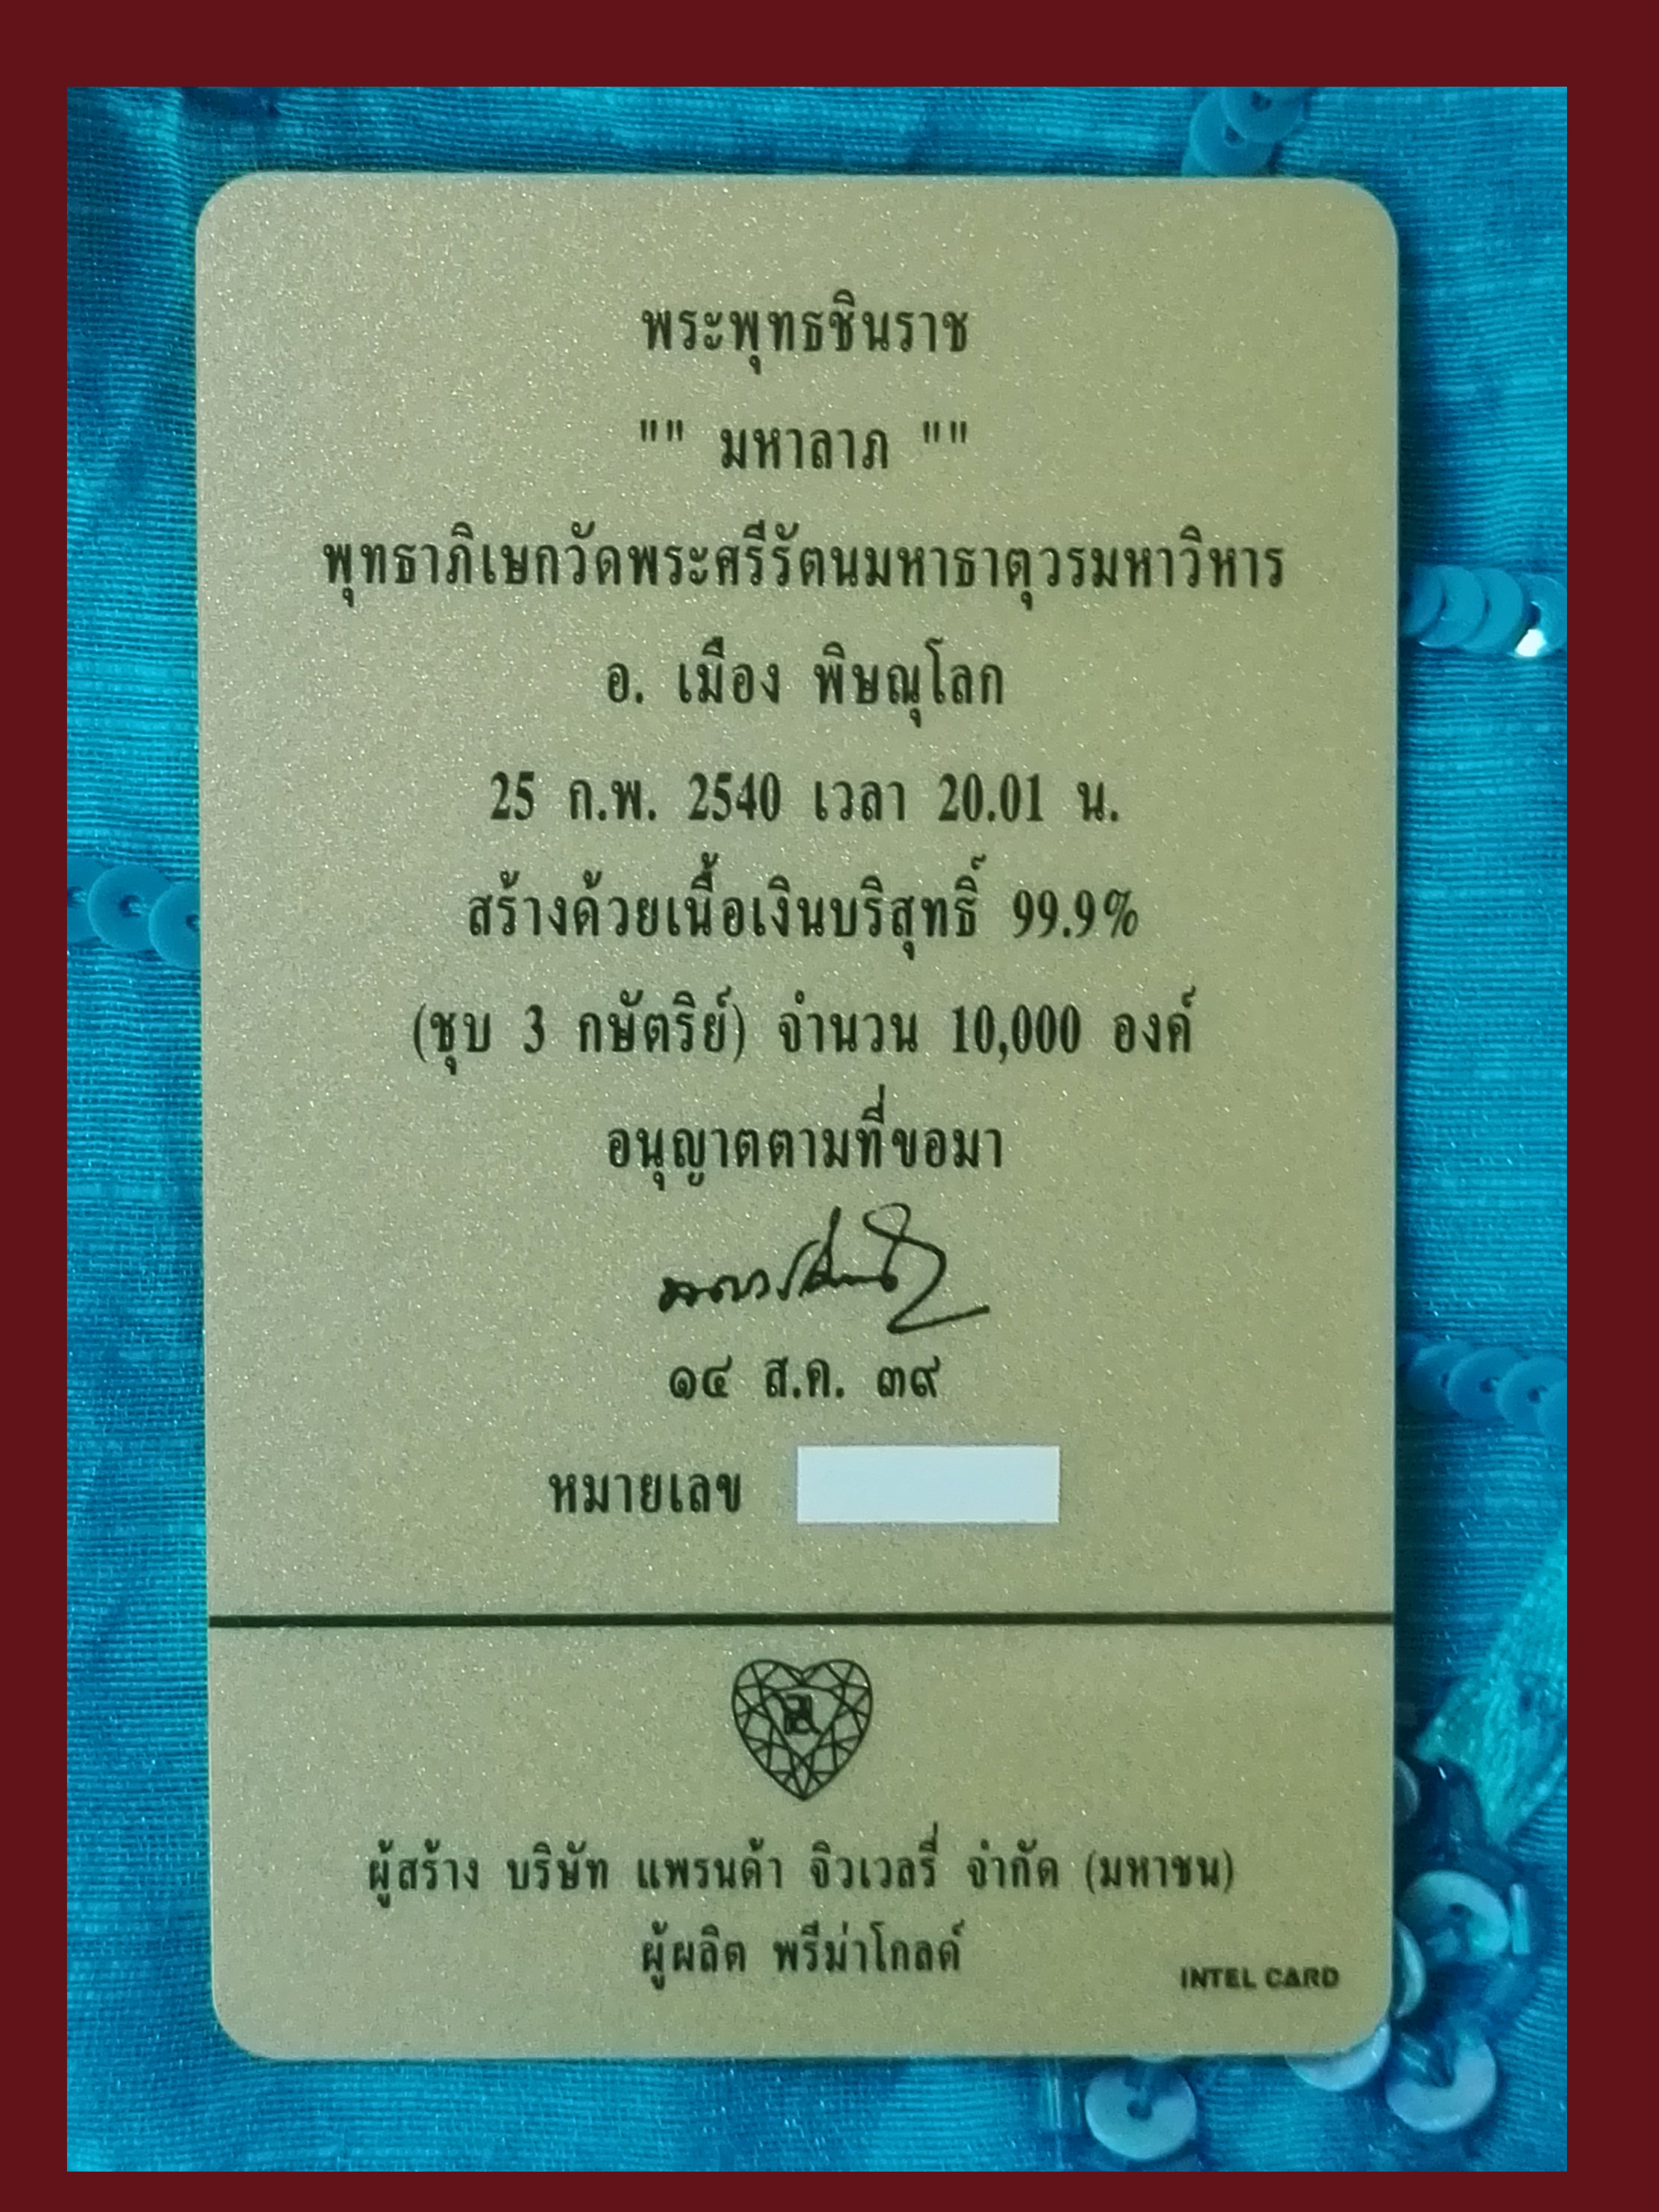 พระพุทธชินราช
"" มหาลาภ ""
พุทธาภิเษกวัดพระศรีรัตนมหาธาตุวรมหาวิหาร
อ. เมือง พิษณุโลก
25 ก.พ. 2540 เวลา 20.01 น.
สร้างด้วยเนื้อเงินบริสุทธิ์ 99.9%
(ชุบ 3 กษัตริย์) จำนวน 10,000 องค์
อนุญาตตามที่ขอมา
๑๔ ส.ค. ๓๙
หมายเลข
ผู้สร้าง บริษัท แพรนด้า จิวเวลรี่ จำกัด (มหาชน)
ผู้ผลิต พรีม่าโกลด์
INTEL CARD